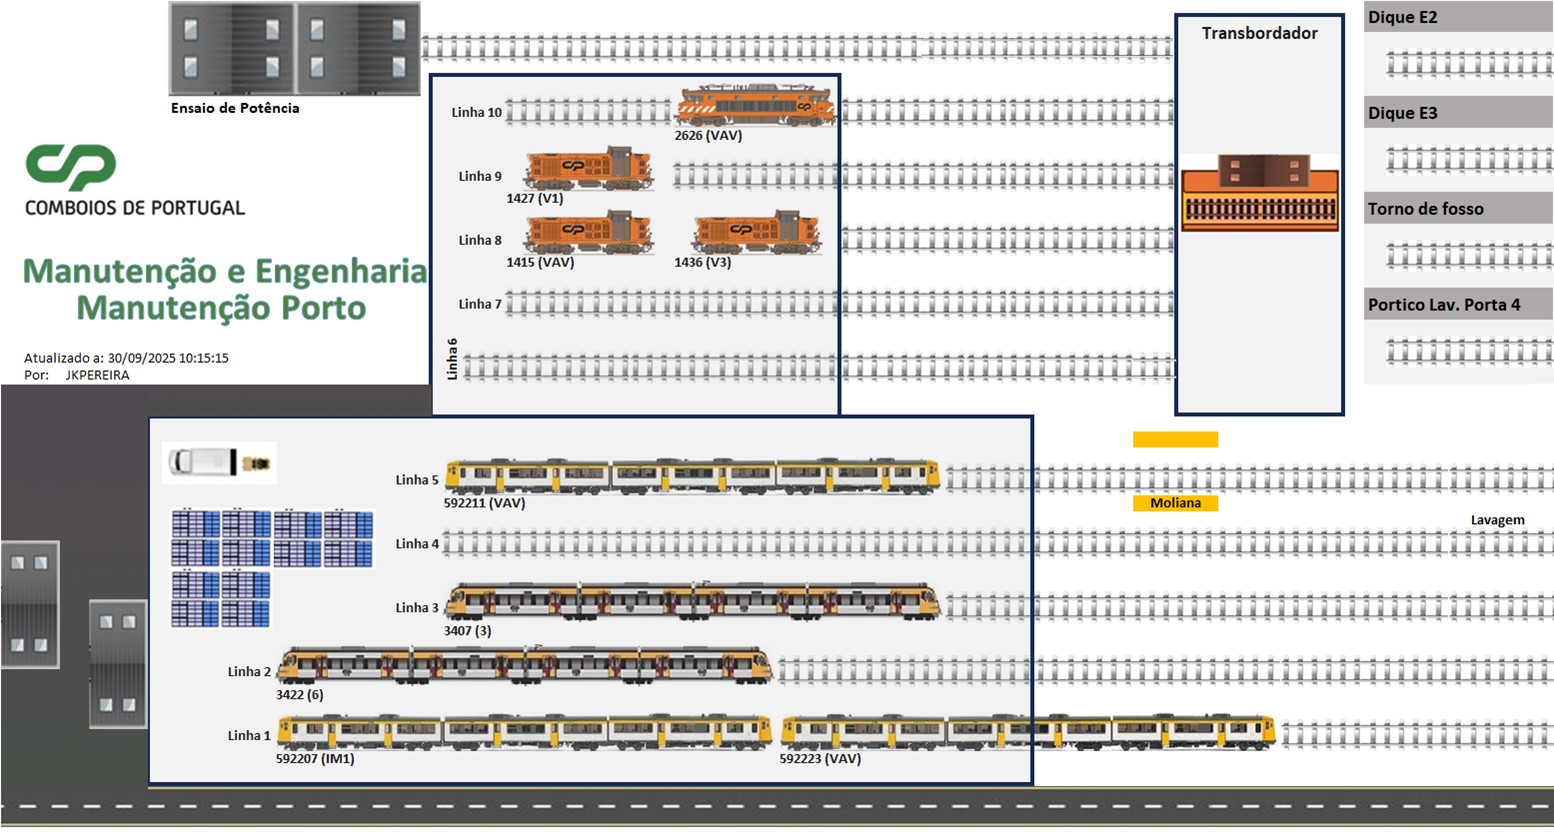 Ensaio de Potência
CP
COMBOIOS DE PORTUGAL
Manutenção e Engenharia
Manutenção Porto
Atualizado a: 30/09/2025 10:15:15
Por: JKPEREIRA
Linha 10
2626 (VAV)
Linha 9
1427 (V1)
Linha 8
1415 (VAV)
1436 (V3)
Linha 7
Linha6
Transbordador
Dique E2
Dique E3
Torno de fosso
Portico Lav. Porta 4
Linha 5
592211 (VAV)
Moliana
Lavagem
Linha 4
Linha 3
3407 (3)
Linha 2
3422 (6)
Linha 1
592207 (IM1)
592223 (VAV)